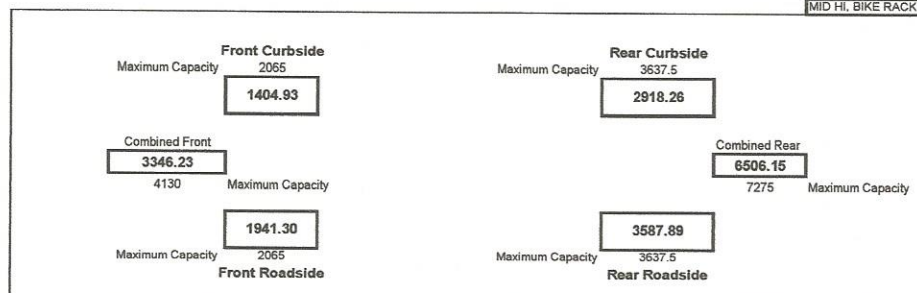 MID HI, BIKE RACK
Front Curbside
Maximum Capacity 2065
1404.93
Rear Curbside
Maximum Capacity 3637.5
2918.26
Combined Front
3346.23
4130 Maximum Capacity
Combined Rear
6506.15
7275 Maximum Capacity
1941.30
Maximum Capacity 2065
Front Roadside
3587.89
Maximum Capacity 3637.5
Rear Roadside